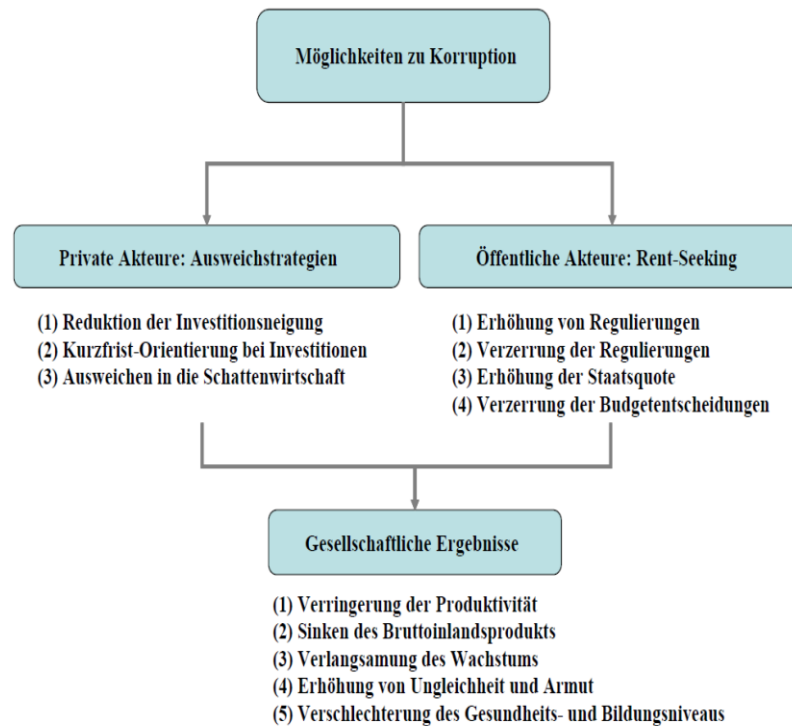 Möglichkeiten zu Korruption
Private Akteure: Ausweichstrategien
(1) Reduktion der Investitionsneigung
(2) Kurzfrist-Orientierung bei Investitionen
(3) Ausweichen in die Schattenwirtschaft
Öffentliche Akteure: Rent-Seeking
(1) Erhöhung von Regulierungen
(2) Verzerrung der Regulierungen
(3) Erhöhung der Staatsquote
(4) Verzerrung der Budgetentscheidungen
Gesellschaftliche Ergebnisse
(1) Verringerung der Produktivität
(2) Sinken des Bruttoinlandsprodukts
(3) Verlangsamung des Wachstums
(4) Erhöhung von Ungleichheit und Armut
(5) Verschlechterung des Gesundheits- und Bildungsniveaus